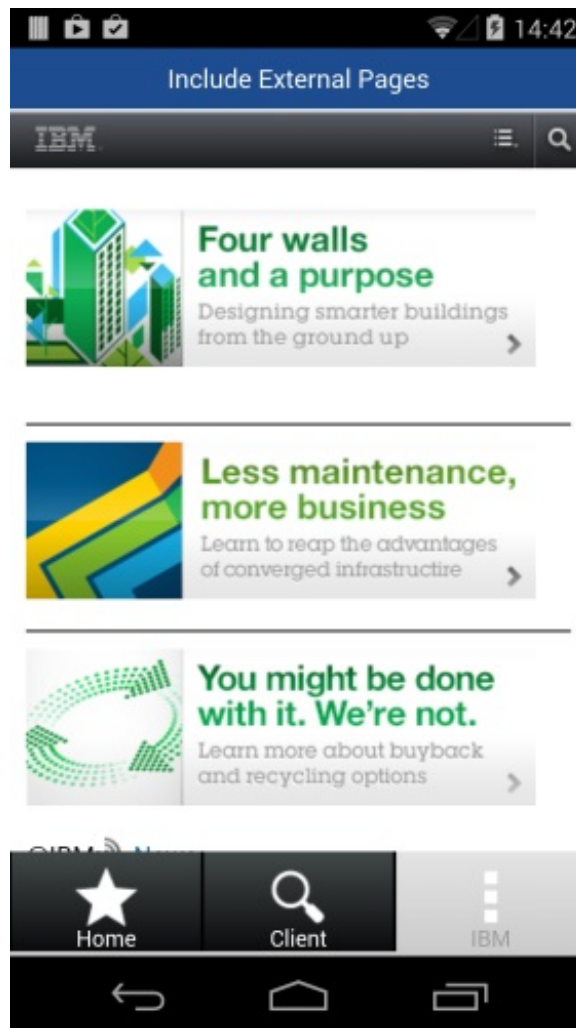 14:42
Include External Pages
IBM.
Four walls
and a purpose
Designing smarter buildings
from the ground up
Less maintenance,
more business
Learn to reap the advantages
of converged infrastructire
You might be done
with it. We're not.
Learn more about buyback
and recycling options
Home
Client
IBM